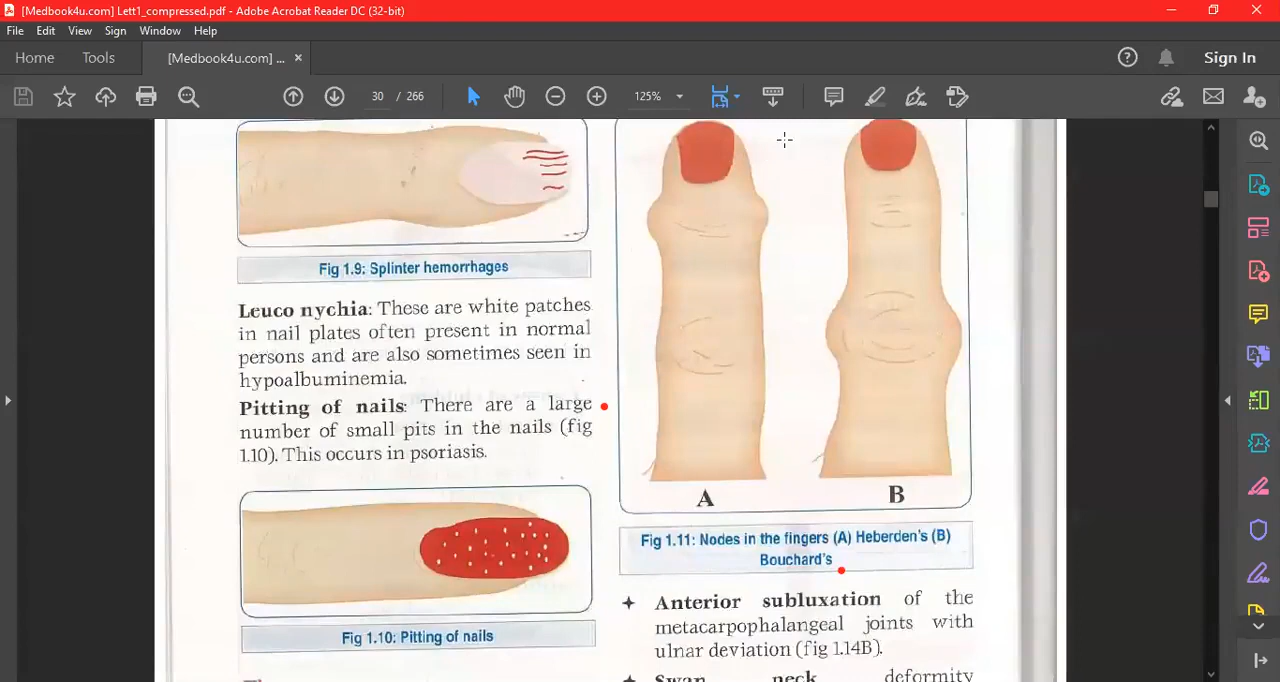 [Medbook4u.com] Lett1_compressed.pdf - Adobe Acrobat Reader DC (32-bit)
File Edit View Sign Window Help
Home Tools [Medbook4u.com] ... × Sign In
30 / 266 125%
Fig 1.9: Splinter hemorrhages
Leuco nychia: These are white patches
in nail plates often present in normal
persons and are also sometimes seen in
hypoalbuminemia.
Pitting of nails: There are a large
number of small pits in the nails (fig
1.10). This occurs in psoriasis.
Fig 1.10: Pitting of nails
A B
Fig 1.11: Nodes in the fingers (A) Heberden's (B)
Bouchard's
Anterior subluxation of the
metacarpophalangeal joints with
ulnar deviation (fig 1.14B).
Swan neck deformity